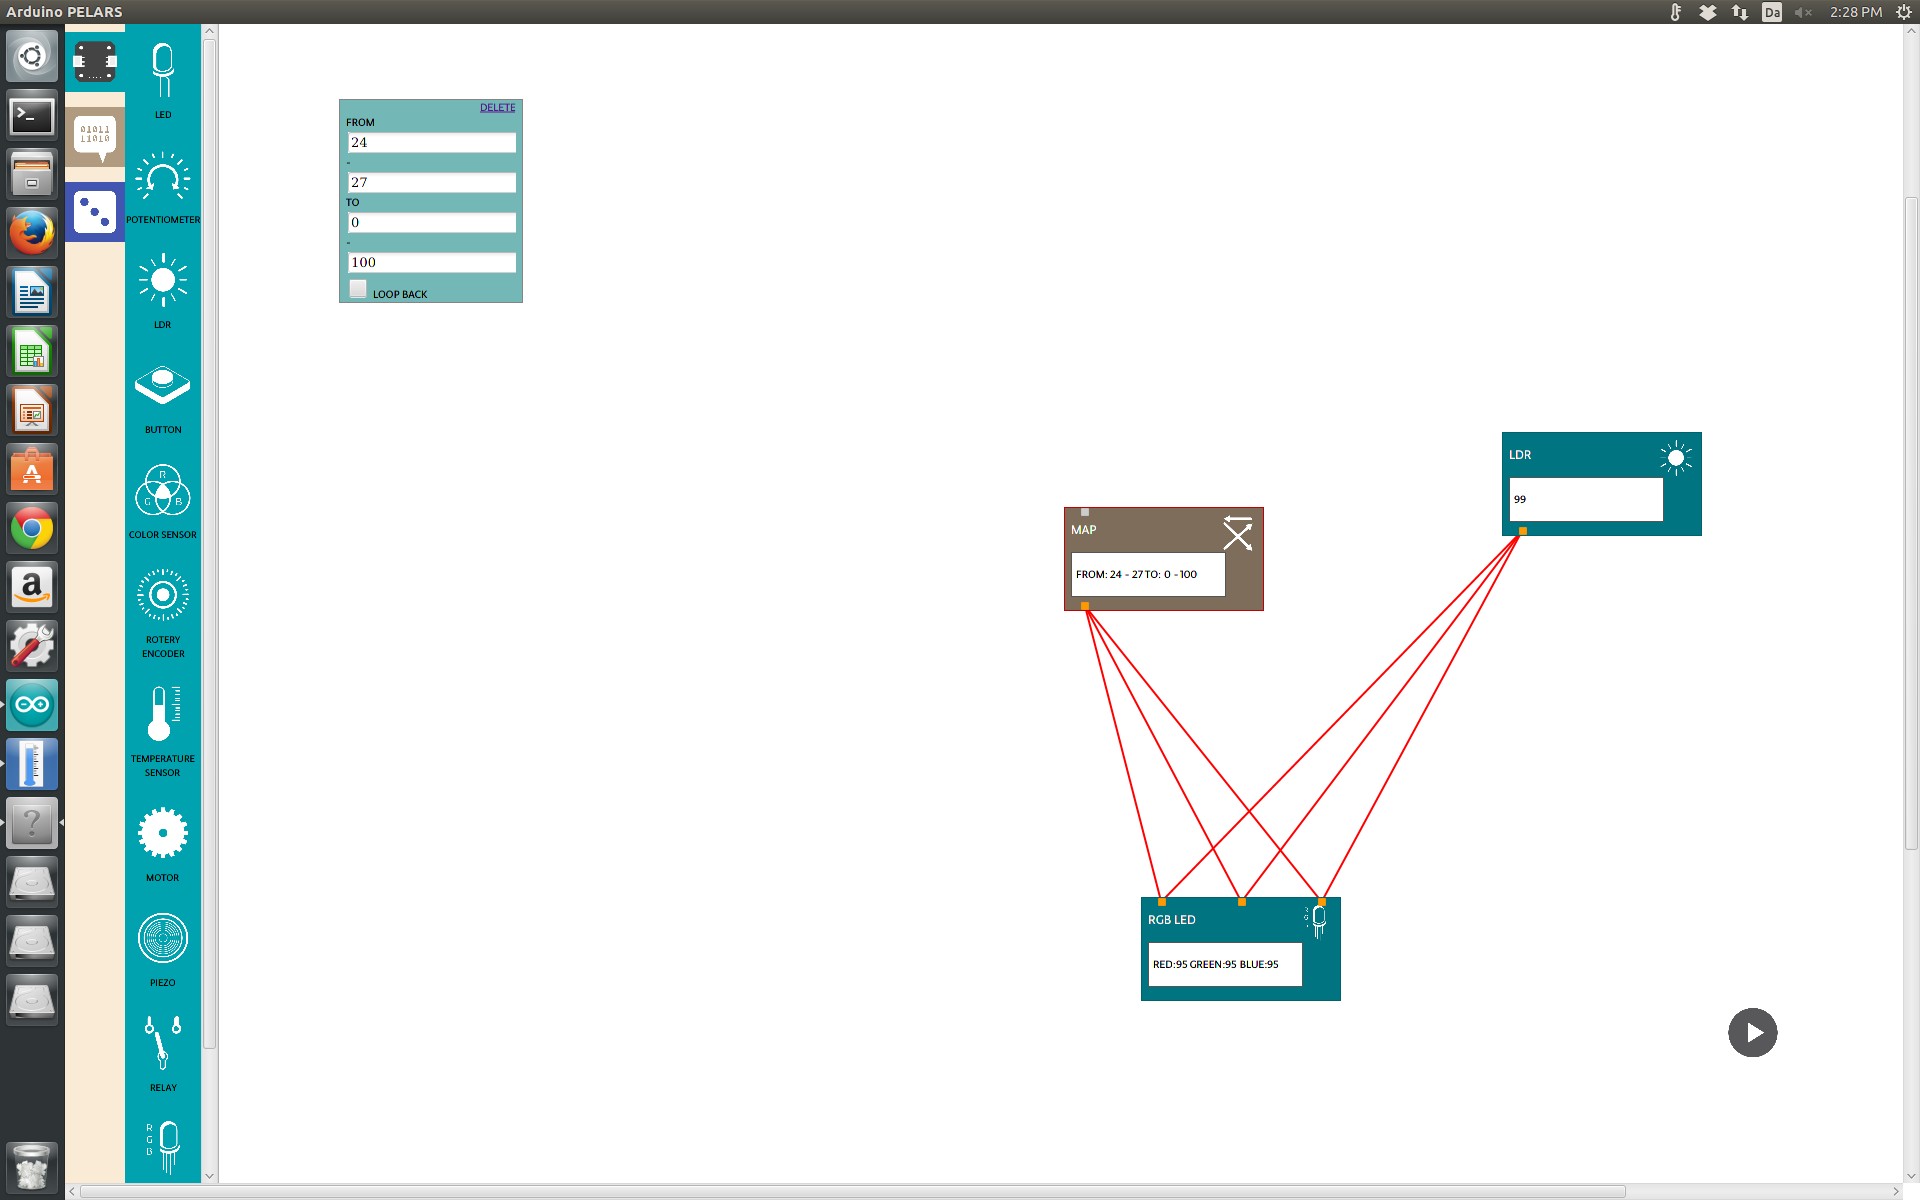 Arduino PELARS
Da
2:28 PM
01011
11010
LED
POTENTIOMETER
LDR
BUTTON
R
G B
COLOR SENSOR
ROTERY
ENCODER
TEMPERATURE
SENSOR
MOTOR
PIEZO
RELAY
R
G
B
DELETE
FROM
24
-
27
TO
0
-
100
LOOP BACK
MAP
FROM: 24 - 27 TO: 0 - 100
LDR
99
RGB LED
RED:95 GREEN:95 BLUE:95